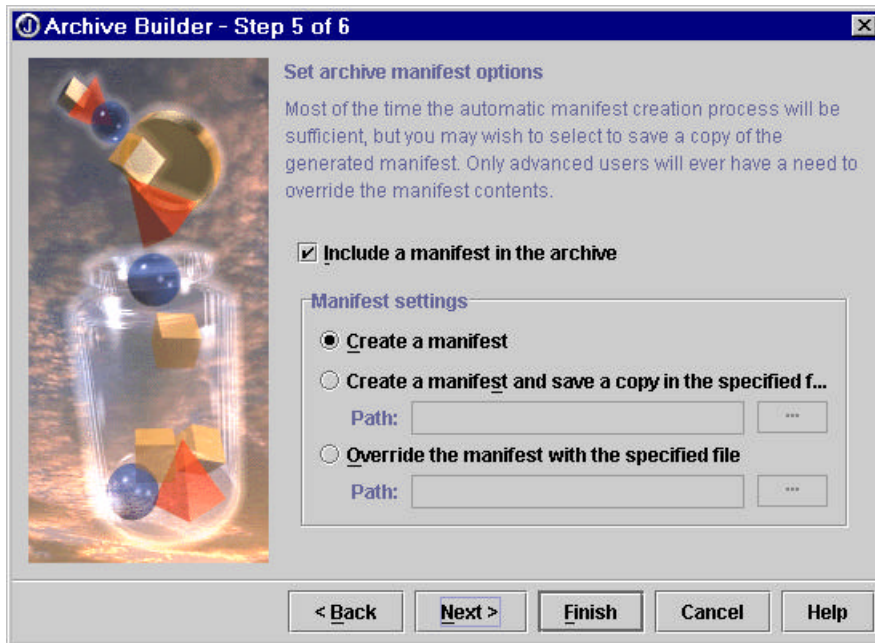 Archive Builder - Step 5 of 6
Set archive manifest options
Most of the time the automatic manifest creation process will be
sufficient, but you may wish to select to save a copy of the
generated manifest. Only advanced users will ever have a need to
override the manifest contents.
Include a manifest in the archive
Manifest settings
Create a manifest
Create a manifest and save a copy in the specified f...
Path:
...
Override the manifest with the specified file
Path:
...
< Back
Next >
Finish
Cancel
Help